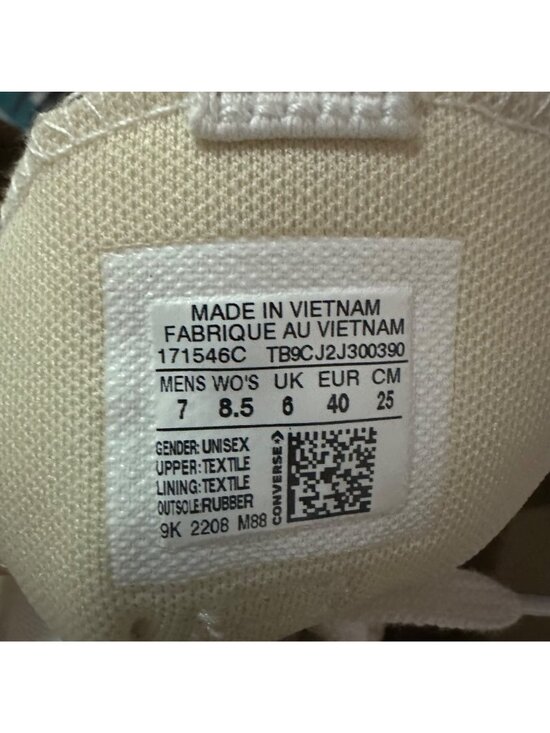 MADE IN VIETNAM
FABRIQUE AU VIETNAM
171546C TB9CJ2J300390
MENS WO'S UK EUR CM
7 8.5 6 40 25
GENDER: UNISEX
UPPER: TEXTILE
LINING: TEXTILE
OUTSOLE: RUBBER
9K 2208 M88
CONVERSE